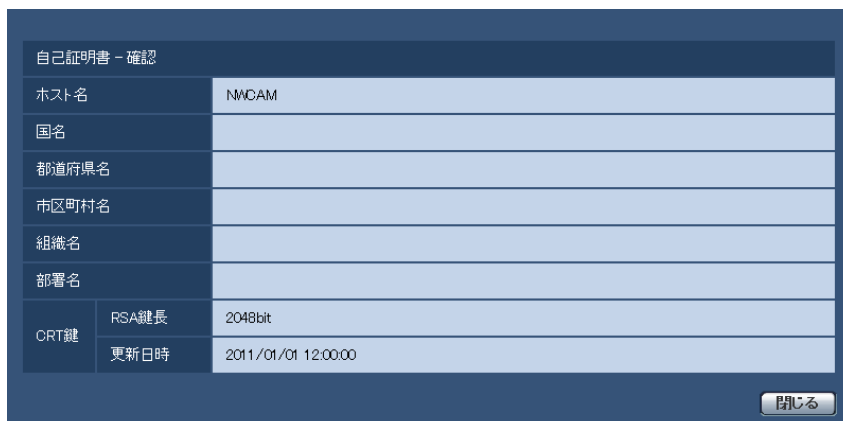 自己証明書 － 確認
ホスト名 NWCAM
国名
都道府県名
市区町村名
組織名
部署名
CRT鍵
RSA鍵長 2048bit
更新日時 2011/01/01 12:00:00
閉じる